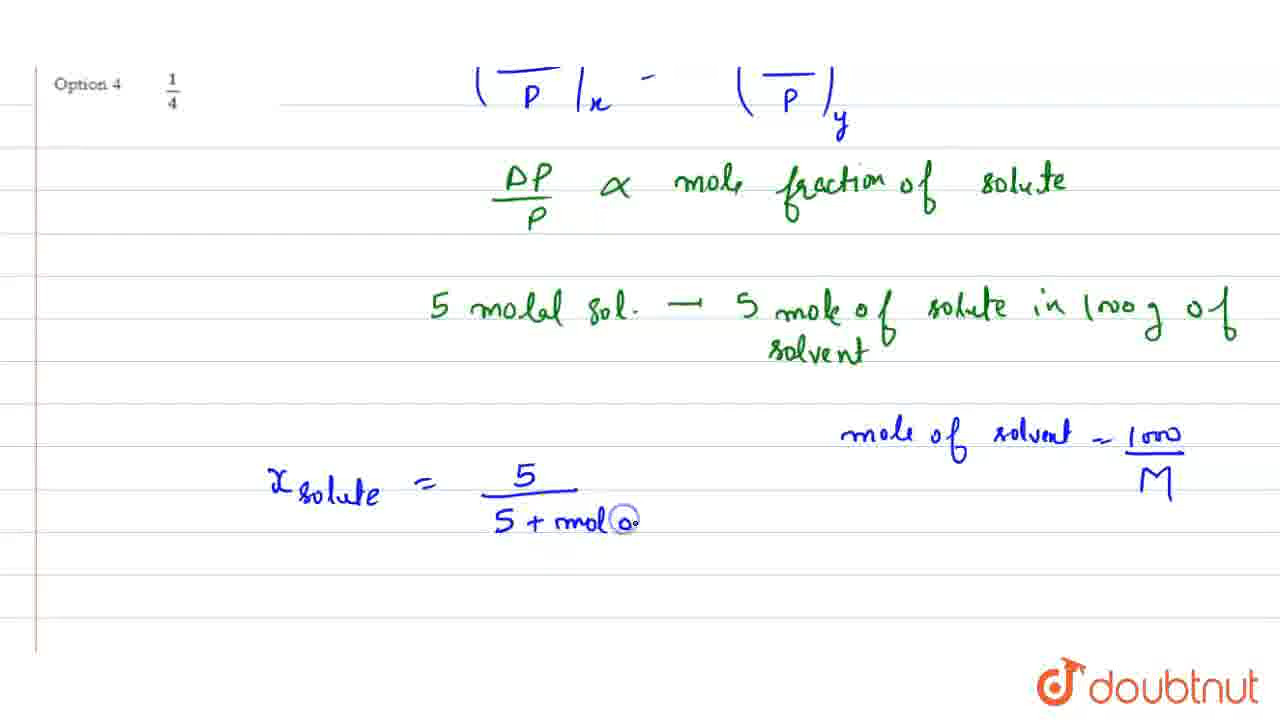 Option 4 1/4
( — / P )x = ( — / P )y
ΔP/P ∝ mole fraction of solute
5 molal sol. — 5 mole of solute in 1000 g of
solvent
mole of solvent = 1000/M
x solute = 5/(5 + mol o
doubtnut